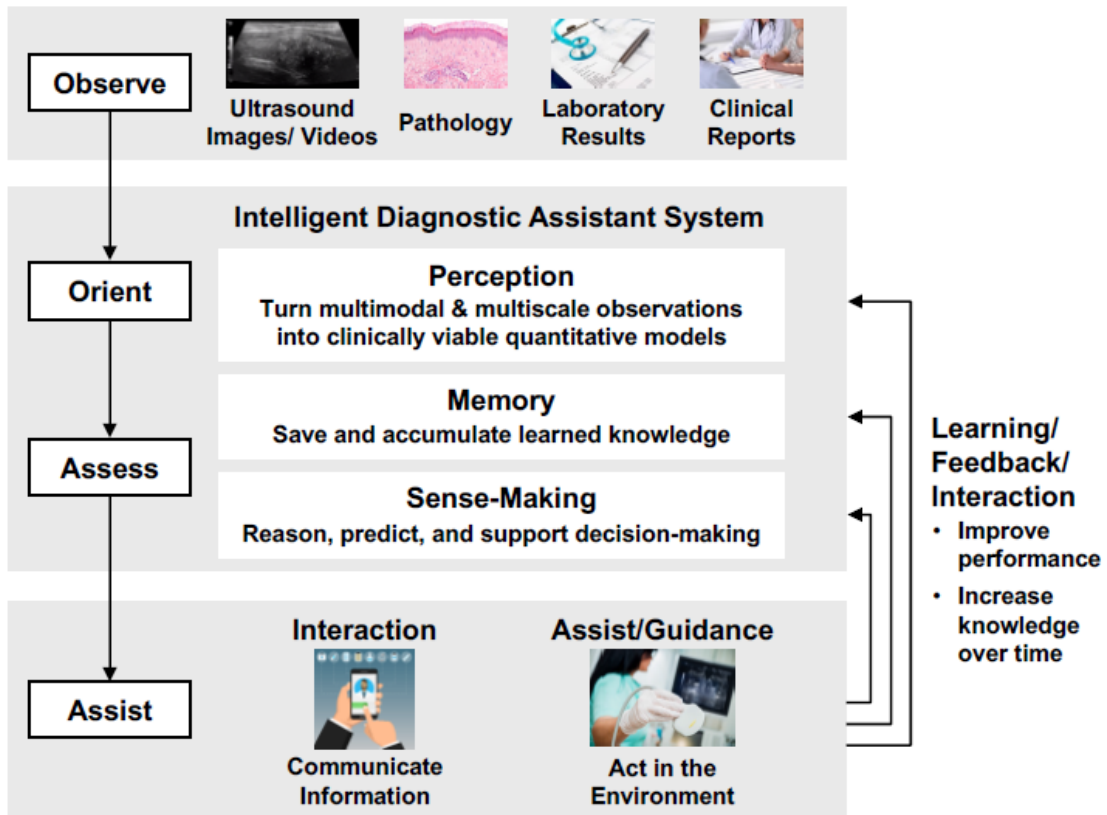 Observe
Ultrasound
Images/ Videos
Pathology
Laboratory
Results
Clinical
Reports
Intelligent Diagnostic Assistant System
Orient
Perception
Turn multimodal & multiscale observations
into clinically viable quantitative models
Memory
Save and accumulate learned knowledge
Assess
Sense-Making
Reason, predict, and support decision-making
Learning/
Feedback/
Interaction
• Improve
performance
• Increase
knowledge
over time
Assist
Interaction
Communicate
Information
Assist/Guidance
Act in the
Environment